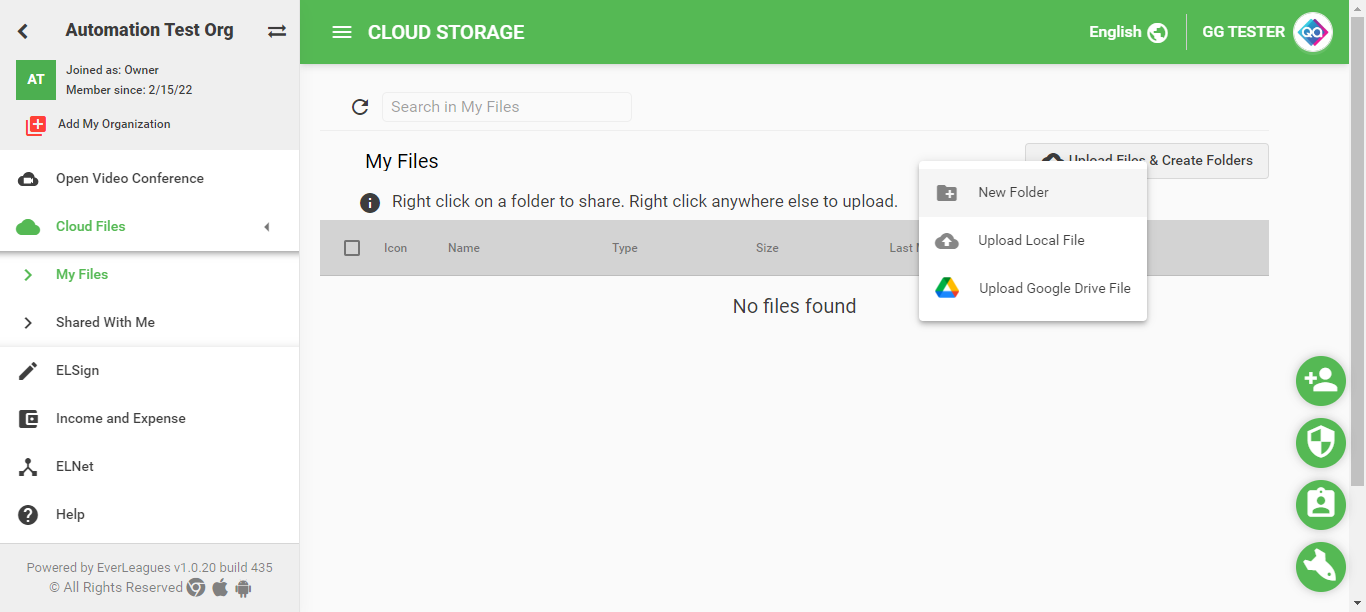 Automation Test Org
AT
Joined as: Owner
Member since: 2/15/22
Add My Organization
Open Video Conference
Cloud Files
My Files
Shared With Me
ELSign
Income and Expense
ELNet
Help
Powered by EverLeagues v1.0.20 build 435
© All Rights Reserved
CLOUD STORAGE
English
GG TESTER
QA
Search in My Files
My Files
Upload Files & Create Folders
Right click on a folder to share. Right click anywhere else to upload.
Icon Name Type Size Last
No files found
New Folder
Upload Local File
Upload Google Drive File